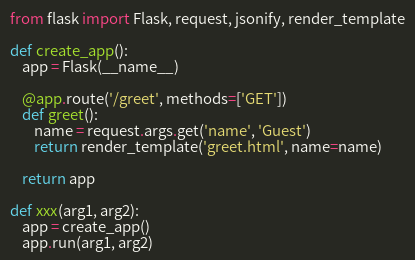 from flask import Flask, request, jsonify, render_template

def create_app():
    app = Flask(__name__)

    @app.route('/greet', methods=['GET'])
    def greet():
        name = request.args.get('name', 'Guest')
        return render_template('greet.html', name=name)

    return app

def xxx(arg1, arg2):
    app = create_app()
    app.run(arg1, arg2)